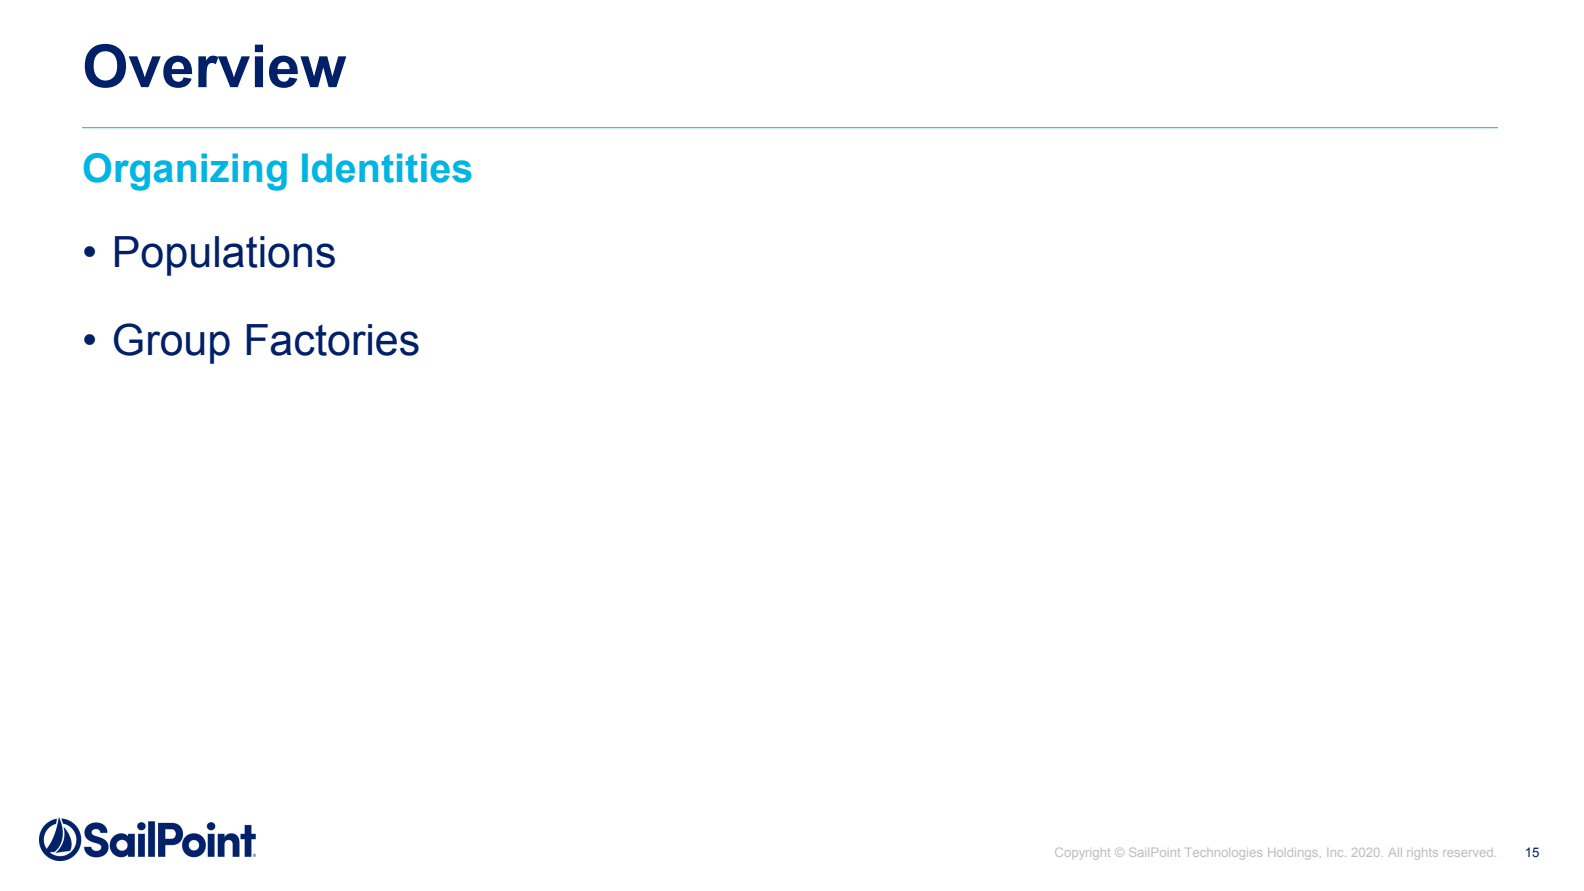 Overview
Organizing Identities
• Populations
• Group Factories
SailPoint
Copyright © SailPoint Technologies Holdings, Inc. 2020. All rights reserved. 15